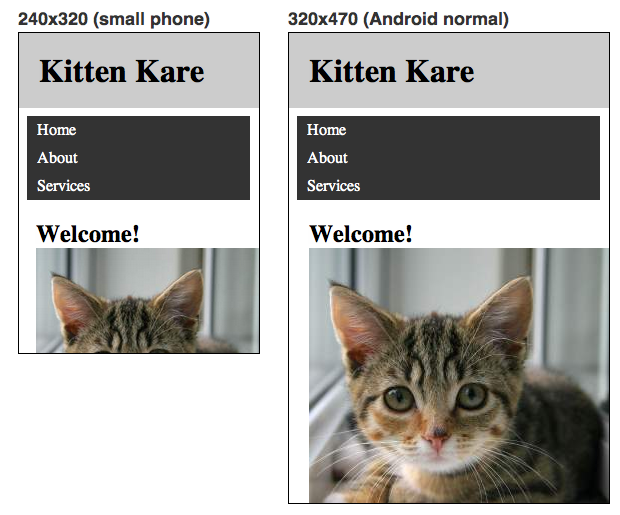 240x320 (small phone)
Kitten Kare
Home
About
Services
Welcome!
320x470 (Android normal)
Kitten Kare
Home
About
Services
Welcome!